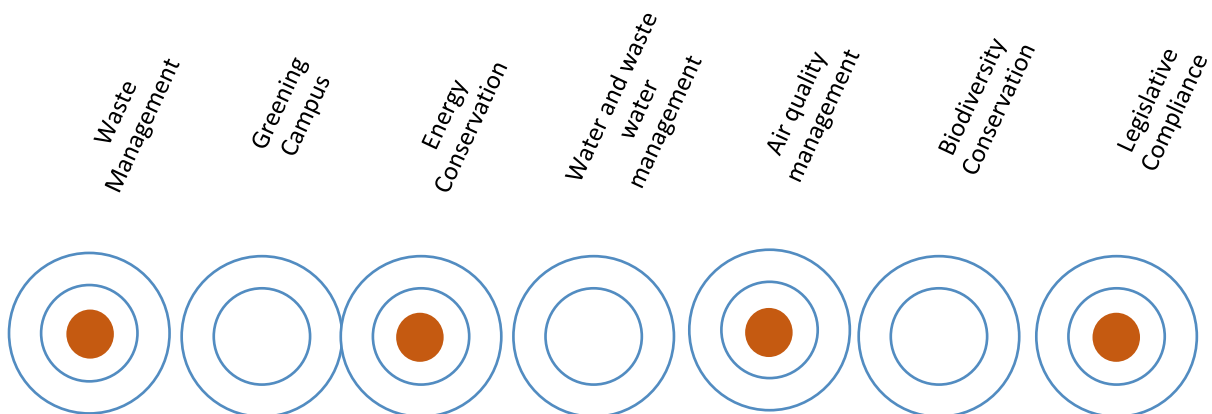 Waste
Management
Greening
Campus
Energy
Conservation
Water and waste
water
management
Air quality
management
Biodiversity
Conservation
Legislative
Compliance